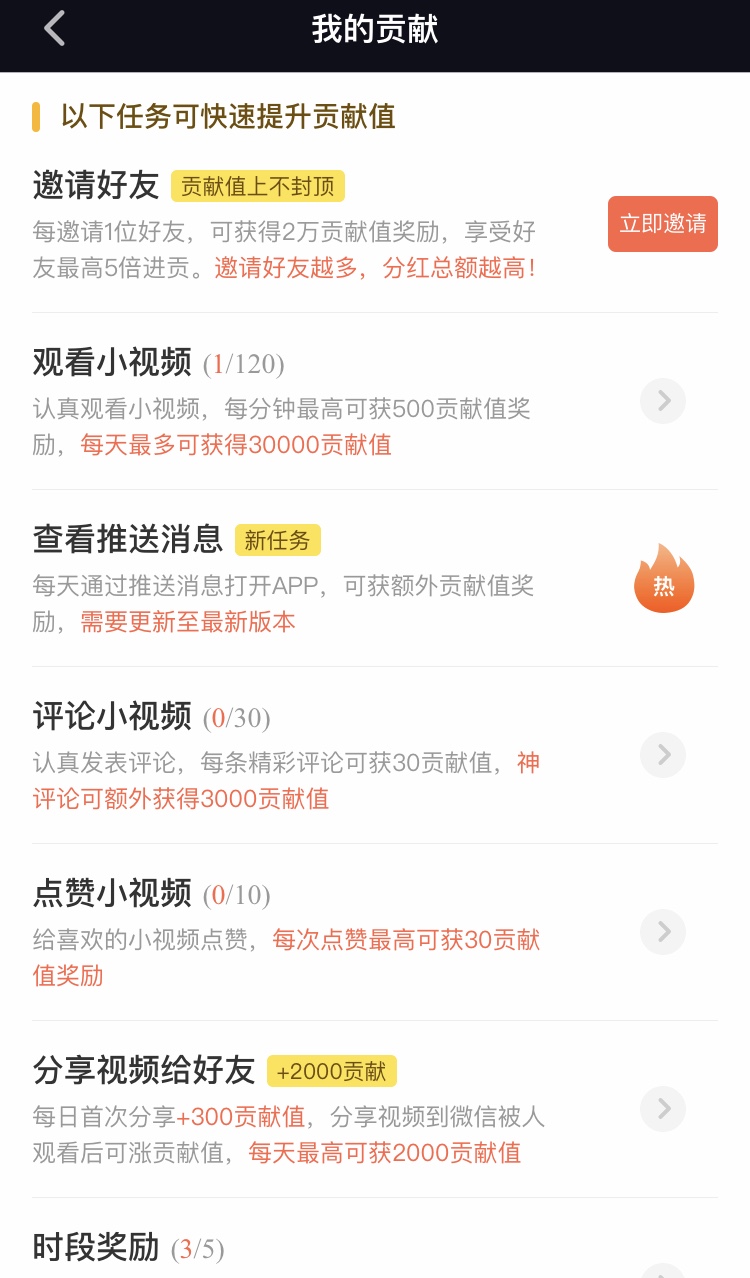 我的贡献
以下任务可快速提升贡献值
邀请好友 贡献值上不封顶
每邀请1位好友，可获得2万贡献值奖励，享受好
友最高5倍进贡。邀请好友越多，分红总额越高！
立即邀请
观看小视频 (1/120)
认真观看小视频，每分钟最高可获500贡献值奖
励，每天最多可获得30000贡献值
查看推送消息 新任务
每天通过推送消息打开APP，可获额外贡献值奖
励，需要更新至最新版本
热
评论小视频 (0/30)
认真发表评论，每条精彩评论可获30贡献值，神
评论可额外获得3000贡献值
点赞小视频 (0/10)
给喜欢的小视频点赞，每次点赞最高可获30贡献
值奖励
分享视频给好友 +2000贡献
每日首次分享+300贡献值，分享视频到微信被人
观看后可涨贡献值，每天最高可获2000贡献值
时段奖励 (3/5)